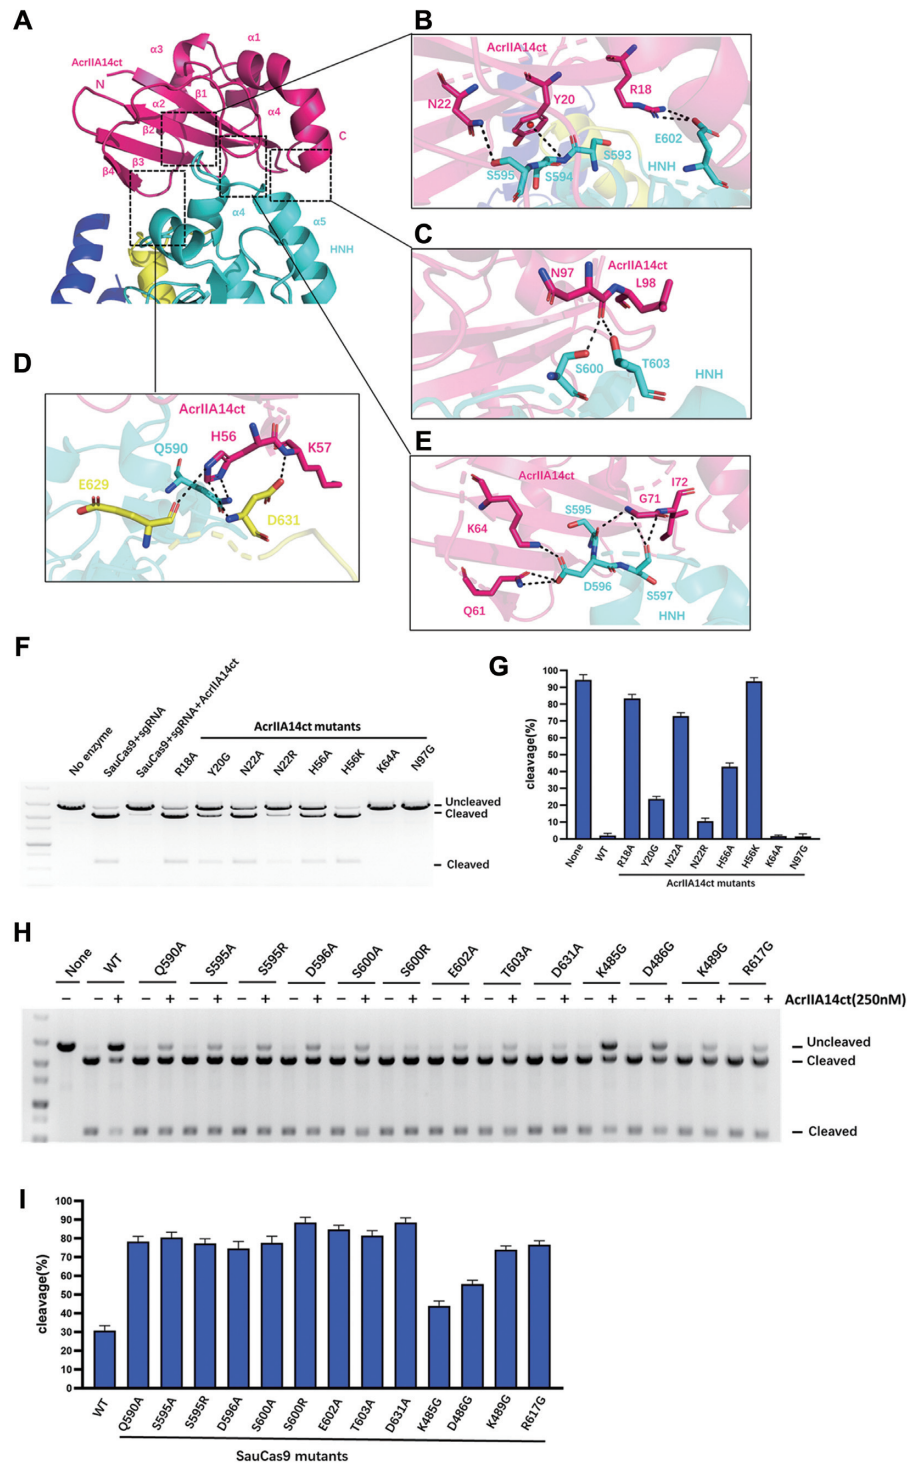 A
AcrIIA14ct
N
α3
α1
β1
α2
α4
β2
C
β3
β4
α4
α5
HNH
B
AcrIIA14ct
N22
Y20
R18
E602
S593
S595
S594
HNH
C
N97
AcrIIA14ct
L98
S600
T603
HNH
D
AcrIIA14ct
H56
Q590
K57
E629
D631
E
AcrIIA14ct
I72
S595
G71
K64
D596
S597
Q61
HNH
F
No enzyme
SauCas9+sgRNA
SauCas9+sgRNA+AcrIIA14ct
AcrIIA14ct mutants
R18A
Y20G
N22A
N22R
H56A
H56K
K64A
N97G
Uncleaved
Cleaved
Cleaved
G
cleavage(%)
100
90
80
70
60
50
40
30
20
10
0
None
WT
R18A
Y20G
N22A
N22R
H56A
H56K
K64A
N97G
AcrIIA14ct mutants
H
None
WT
Q590A
S595A
S595R
D596A
S600A
S600R
E602A
T603A
D631A
K485G
D486G
K489G
R617G
− − + − + − + − + − + − + − + − + − + − + − + − + − + − + AcrIIA14ct(250nM)
Uncleaved
Cleaved
Cleaved
I
cleavage(%)
100
90
80
70
60
50
40
30
20
10
0
WT
Q590A
S595A
S595R
D596A
S600A
S600R
E602A
T603A
D631A
K485G
D486G
K489G
R617G
SauCas9 mutants